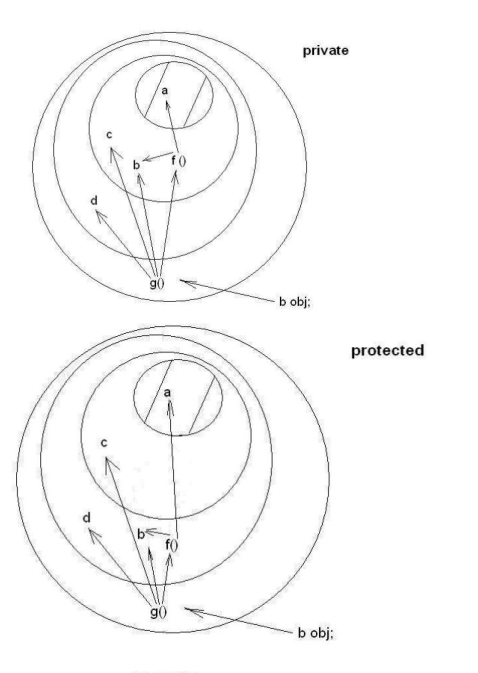 private
a
c
b
f ()
d
g()
b obj;
protected
a
c
d
b
f()
g()
b obj;